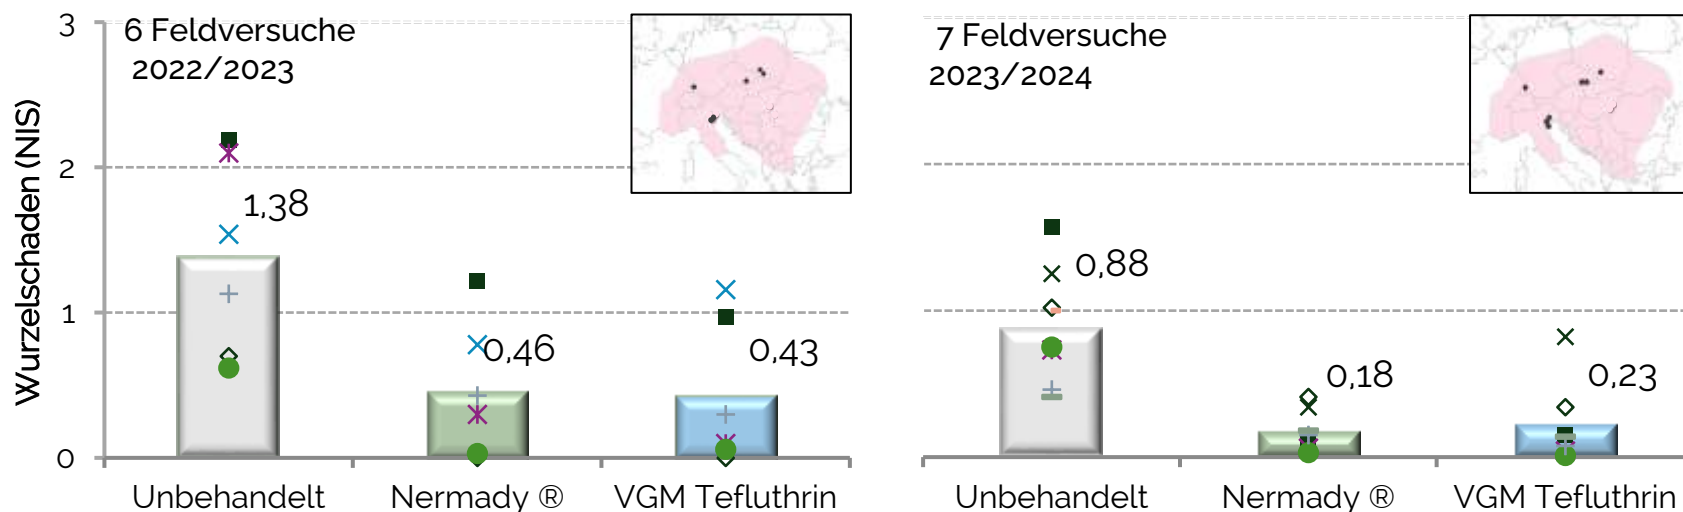 6 Feldversuche
2022/2023
7 Feldversuche
2023/2024
Wurzelschaden (NIS)
3
2
1
0
1,38
0,46
0,43
0,88
0,18
0,23
Unbehandelt
Nermady ®
VGM Tefluthrin
Unbehandelt
Nermady ®
VGM Tefluthrin